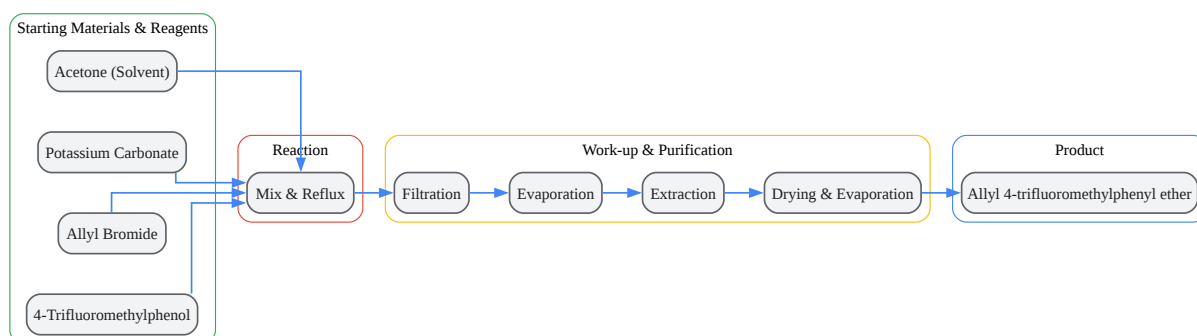 Starting Materials & Reagents
Acetone (Solvent)
Potassium Carbonate
Allyl Bromide
4-Trifluoromethylphenol
Reaction
Mix & Reflux
Work-up & Purification
Filtration
Evaporation
Extraction
Drying & Evaporation
Product
Allyl 4-trifluoromethylphenyl ether